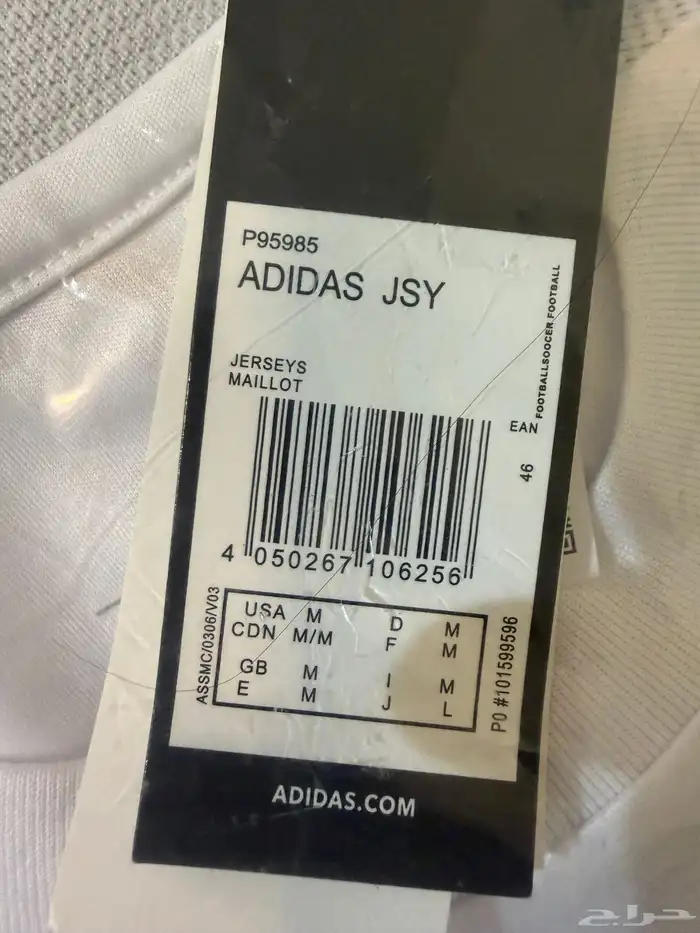 P95985
ADIDAS JSY
JERSEYS
MAILLOT
FOOTBALLSOCCER FOOTBALL
EAN
46
4 050267 106256
ASSMC/0306/V03
USA M D M
CDN M/M F M
GB M I M
E M J L
PO #101599596
ADIDAS.COM
حراج